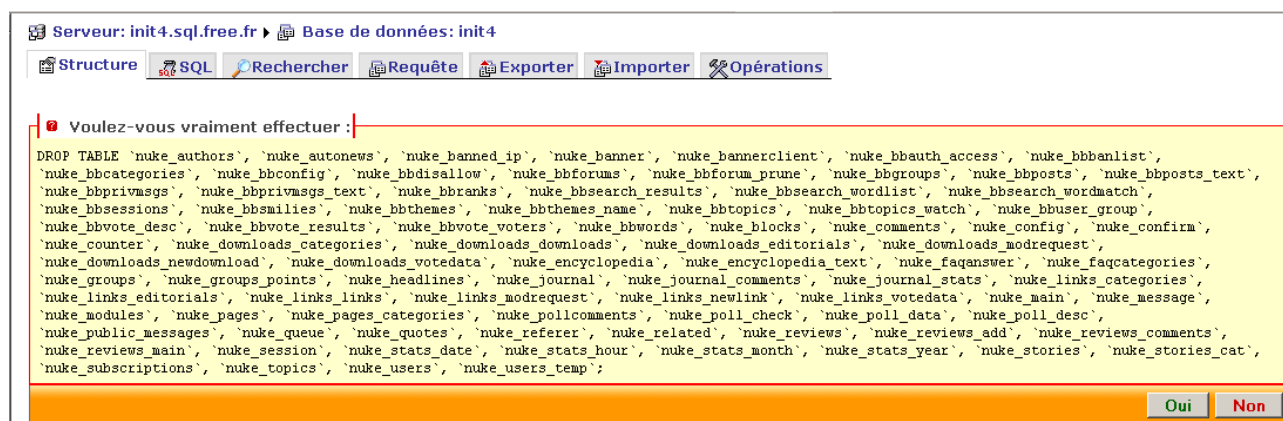 Serveur: init4.sql.free.fr ▸ Base de données: init4
Structure SQL Rechercher Requête Exporter Importer Opérations
Voulez-vous vraiment effectuer :
DROP TABLE `nuke_authors`, `nuke_autonews`, `nuke_banned_ip`, `nuke_banner`, `nuke_bannerclient`, `nuke_bbauth_access`, `nuke_bbbanlist`,
`nuke_bbcategories`, `nuke_bbconfig`, `nuke_bbdisallow`, `nuke_bbforums`, `nuke_bbforum_prune`, `nuke_bbgroups`, `nuke_bbposts`, `nuke_bbposts_text`,
`nuke_bbprivmsgs`, `nuke_bbprivmsgs_text`, `nuke_bbranks`, `nuke_bbsearch_results`, `nuke_bbsearch_wordlist`, `nuke_bbsearch_wordmatch`,
`nuke_bbsessions`, `nuke_bbsmilies`, `nuke_bbthemes`, `nuke_bbthemes_name`, `nuke_bbtopics`, `nuke_bbtopics_watch`, `nuke_bbuser_group`,
`nuke_bbvote_desc`, `nuke_bbvote_results`, `nuke_bbvote_voters`, `nuke_bbwords`, `nuke_blocks`, `nuke_comments`, `nuke_config`, `nuke_confirm`,
`nuke_counter`, `nuke_downloads_categories`, `nuke_downloads_downloads`, `nuke_downloads_editorials`, `nuke_downloads_modrequest`,
`nuke_downloads_newdownload`, `nuke_downloads_votedata`, `nuke_encyclopedia`, `nuke_encyclopedia_text`, `nuke_faqanswer`, `nuke_faqcategories`,
`nuke_groups`, `nuke_groups_points`, `nuke_headlines`, `nuke_journal`, `nuke_journal_comments`, `nuke_journal_stats`, `nuke_links_categories`,
`nuke_links_editorials`, `nuke_links_links`, `nuke_links_modrequest`, `nuke_links_newlink`, `nuke_links_votedata`, `nuke_main`, `nuke_message`,
`nuke_modules`, `nuke_pages`, `nuke_pages_categories`, `nuke_pollcomments`, `nuke_poll_check`, `nuke_poll_data`, `nuke_poll_desc`,
`nuke_public_messages`, `nuke_queue`, `nuke_quotes`, `nuke_referer`, `nuke_related`, `nuke_reviews`, `nuke_reviews_add`, `nuke_reviews_comments`,
`nuke_reviews_main`, `nuke_session`, `nuke_stats_date`, `nuke_stats_hour`, `nuke_stats_month`, `nuke_stats_year`, `nuke_stories`, `nuke_stories_cat`,
`nuke_subscriptions`, `nuke_topics`, `nuke_users`, `nuke_users_temp`;
Oui Non